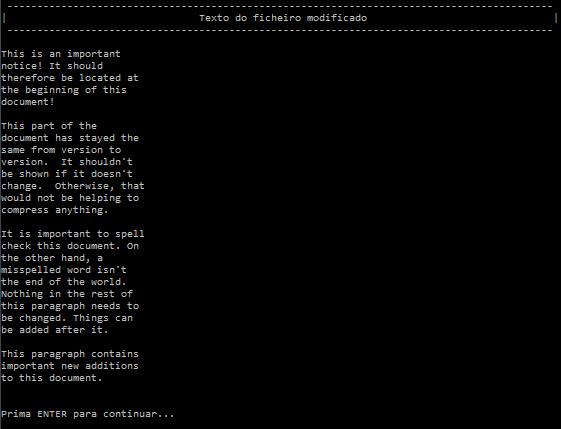 Texto do ficheiro modificado
This is an important
notice! It should
therefore be located at
the beginning of this
document!
This part of the
document has stayed the
same from version to
version.  It shouldn't
be shown if it doesn't
change.  Otherwise, that
would not be helping to
compress anything.
It is important to spell
check this document. On
the other hand, a
misspelled word isn't
the end of the world.
Nothing in the rest of
this paragraph needs to
be changed. Things can
be added after it.
This paragraph contains
important new additions
to this document.
Prima ENTER para continuar...